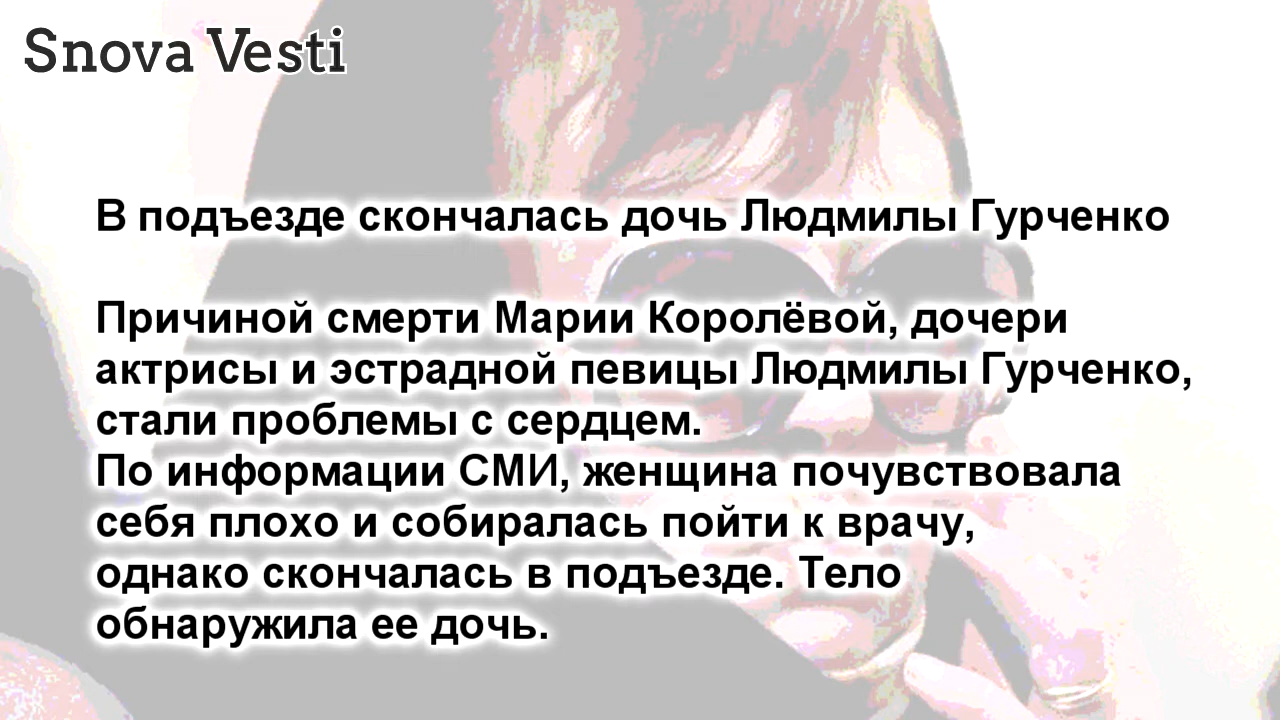 Snova Vesti
В подъезде скончалась дочь Людмилы Гурченко
Причиной смерти Марии Королёвой, дочери
актрисы и эстрадной певицы Людмилы Гурченко,
стали проблемы с сердцем.
По информации СМИ, женщина почувствовала
себя плохо и собиралась пойти к врачу,
однако скончалась в подъезде. Тело
обнаружила ее дочь.